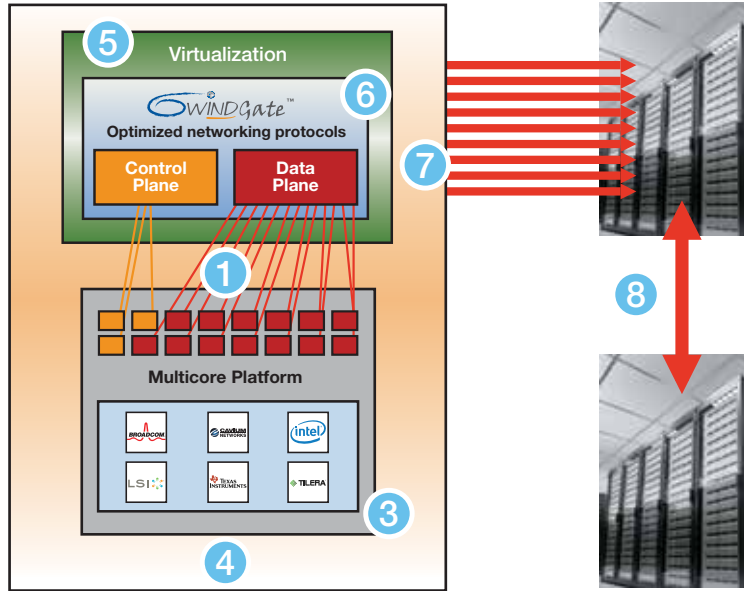 5
Virtualization
6WINDGate™
6
Optimized networking protocols
Control
Plane
Data
Plane
7
1
8
Multicore Platform
BROADCOM
CAVIUM
NETWORKS
intel
LSI
TEXAS
INSTRUMENTS
TILERA
3
4